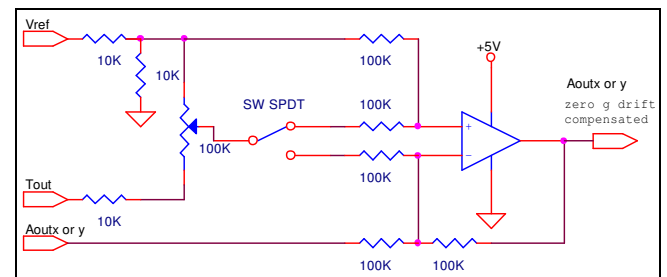 Vref
10K
10K
100K
+5V
Aoutx or y
zero g drift
compensated
SW SPDT
100K
+
100K
100K
−
Tout
10K
Aoutx or y
100K
100K